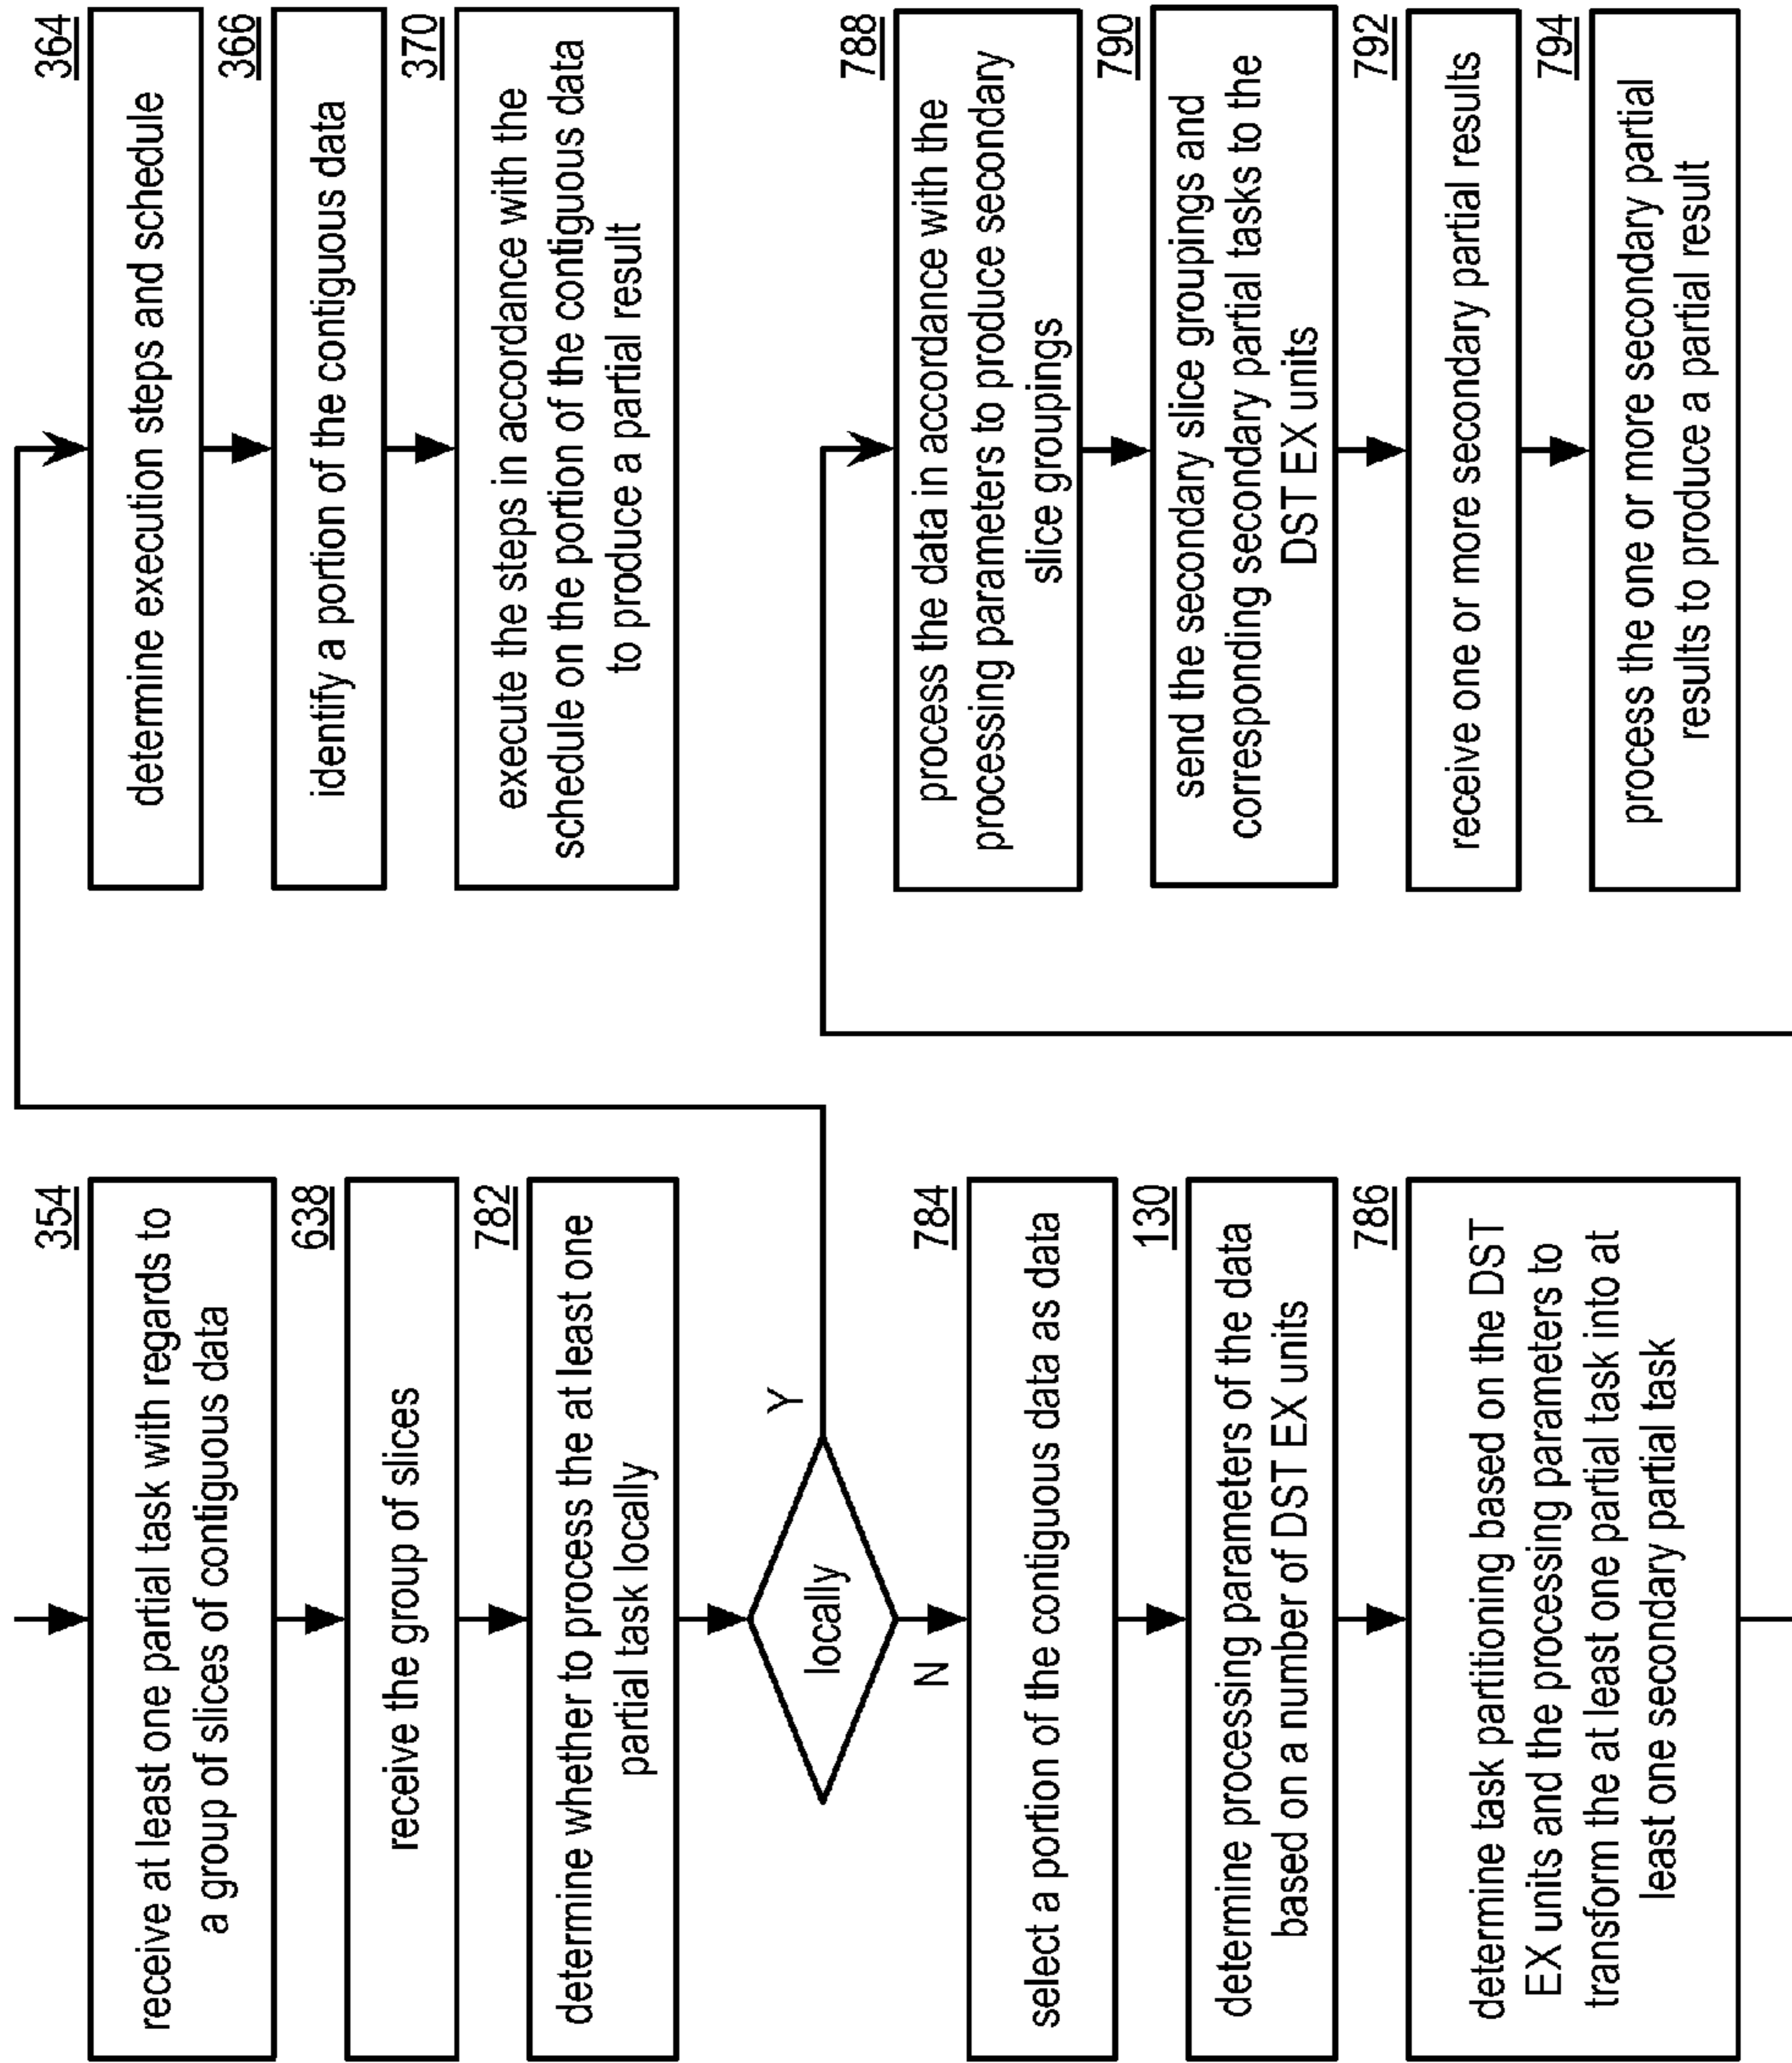 354
receive at least one partial task with regards to
a group of slices of contiguous data
638
receive the group of slices
782
determine whether to process the at least one
partial task locally
locally
Y
N
784
select a portion of the contiguous data as data
130
determine processing parameters of the data
based on a number of DST EX units
786
determine task partitioning based on the DST
EX units and the processing parameters to
transform the at least one partial task into at
least one secondary partial task
364
determine execution steps and schedule
366
identify a portion of the contiguous data
370
execute the steps in accordance with the
schedule on the portion of the contiguous data
to produce a partial result
788
process the data in accordance with the
processing parameters to produce secondary
slice groupings
790
send the secondary slice groupings and
corresponding secondary partial tasks to the
DST EX units
792
receive one or more secondary partial results
794
process the one or more secondary partial
results to produce a partial result